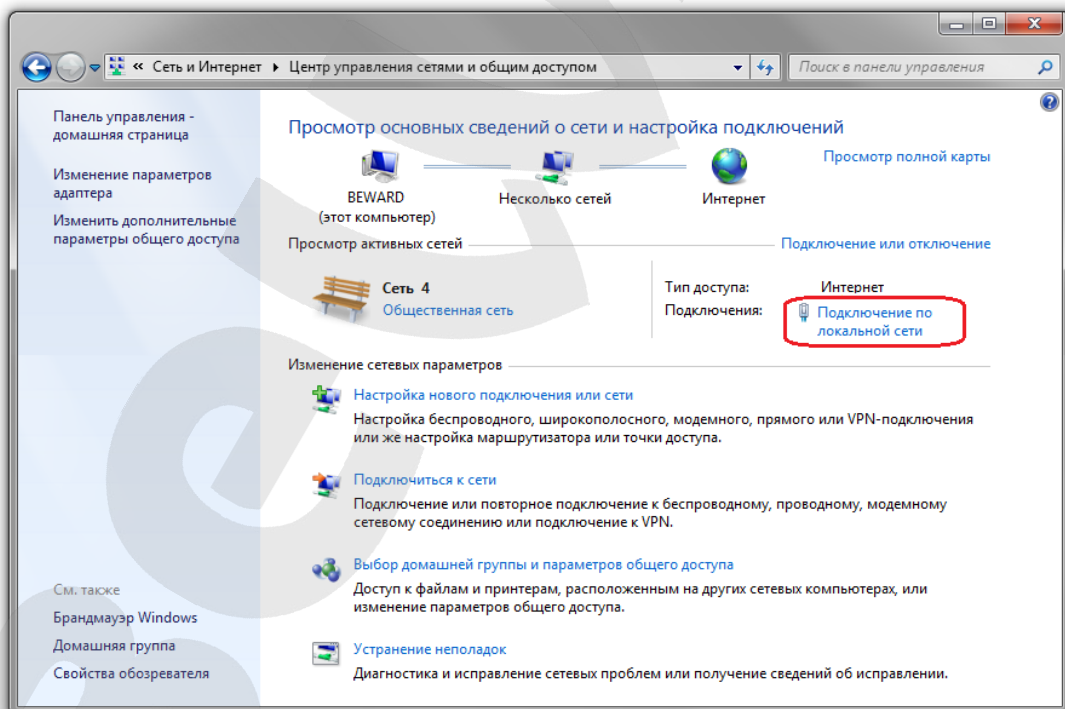 « Сеть и Интернет ▸ Центр управления сетями и общим доступом
Поиск в панели управления
Панель управления -
домашняя страница
Изменение параметров
адаптера
Изменить дополнительные
параметры общего доступа
См. также
Брандмауэр Windows
Домашняя группа
Свойства обозревателя
Просмотр основных сведений о сети и настройка подключений
Просмотр полной карты
BEWARD
(этот компьютер)
Несколько сетей
Интернет
Просмотр активных сетей
Подключение или отключение
Сеть 4
Общественная сеть
Тип доступа: Интернет
Подключения: Подключение по
локальной сети
Изменение сетевых параметров
Настройка нового подключения или сети
Настройка беспроводного, широкополосного, модемного, прямого или VPN-подключения
или же настройка маршрутизатора или точки доступа.
Подключиться к сети
Подключение или повторное подключение к беспроводному, проводному, модемному
сетевому соединению или подключение к VPN.
Выбор домашней группы и параметров общего доступа
Доступ к файлам и принтерам, расположенным на других сетевых компьютерах, или
изменение параметров общего доступа.
Устранение неполадок
Диагностика и исправление сетевых проблем или получение сведений об исправлении.